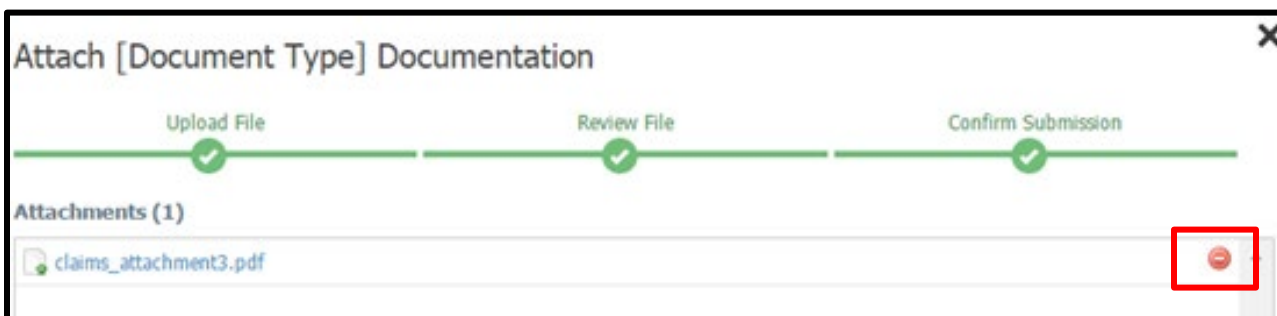 Attach [Document Type] Documentation
Upload File Review File Confirm Submission
Attachments (1)
claims_attachment3.pdf